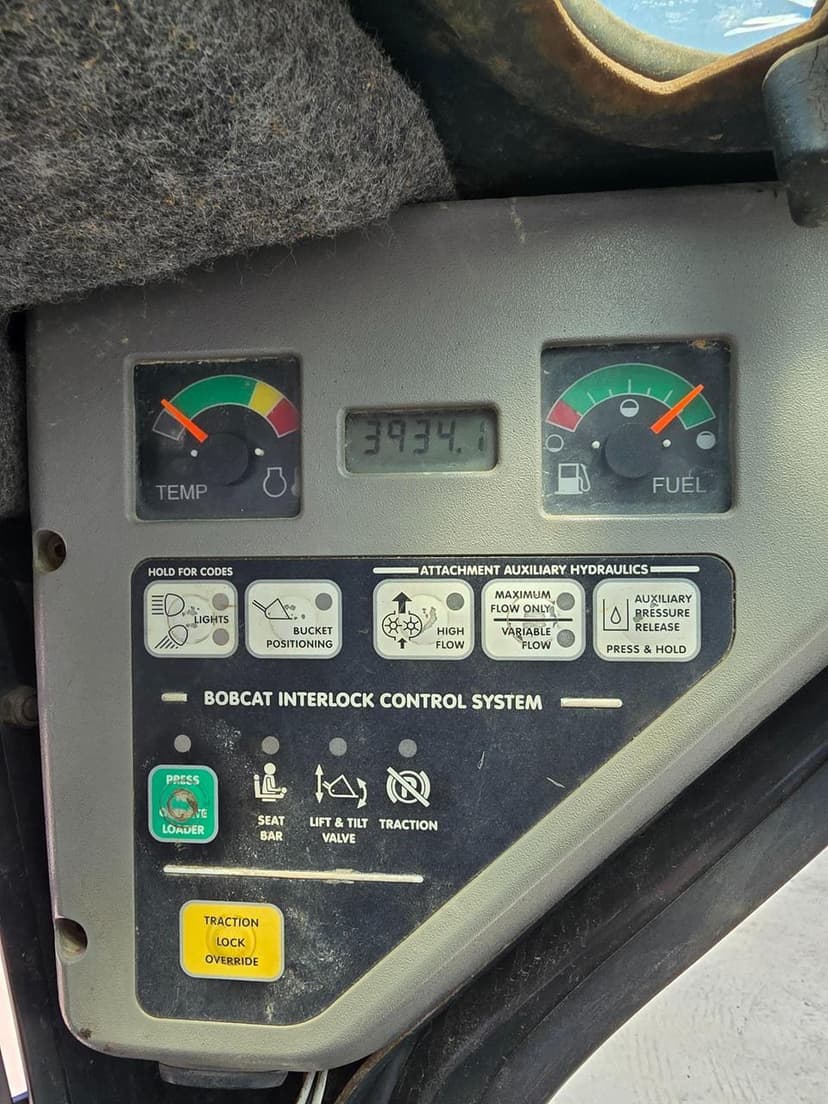 3934.1
TEMP
FUEL
HOLD FOR CODES
ATTACHMENT AUXILIARY HYDRAULICS
LIGHTS
BUCKET
POSITIONING
HIGH
FLOW
MAXIMUM
FLOW ONLY
VARIABLE
FLOW
AUXILIARY
PRESSURE
RELEASE
PRESS & HOLD
BOBCAT INTERLOCK CONTROL SYSTEM
PRESS
LOADER
SEAT
BAR
LIFT & TILT
VALVE
TRACTION
TRACTION
LOCK
OVERRIDE